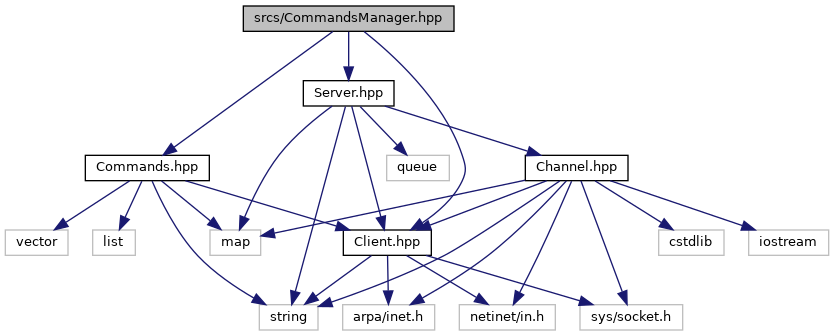 srcs/CommandsManager.hpp
Server.hpp
Commands.hpp
queue
Channel.hpp
vector
list
map
Client.hpp
cstdlib
iostream
string
arpa/inet.h
netinet/in.h
sys/socket.h